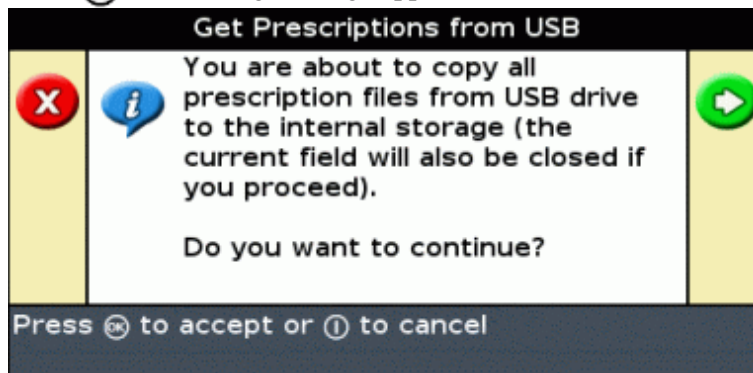 Get Prescriptions from USB
You are about to copy all
prescription files from USB drive
to the internal storage (the
current field will also be closed if
you proceed).
Do you want to continue?
Press OK to accept or to cancel